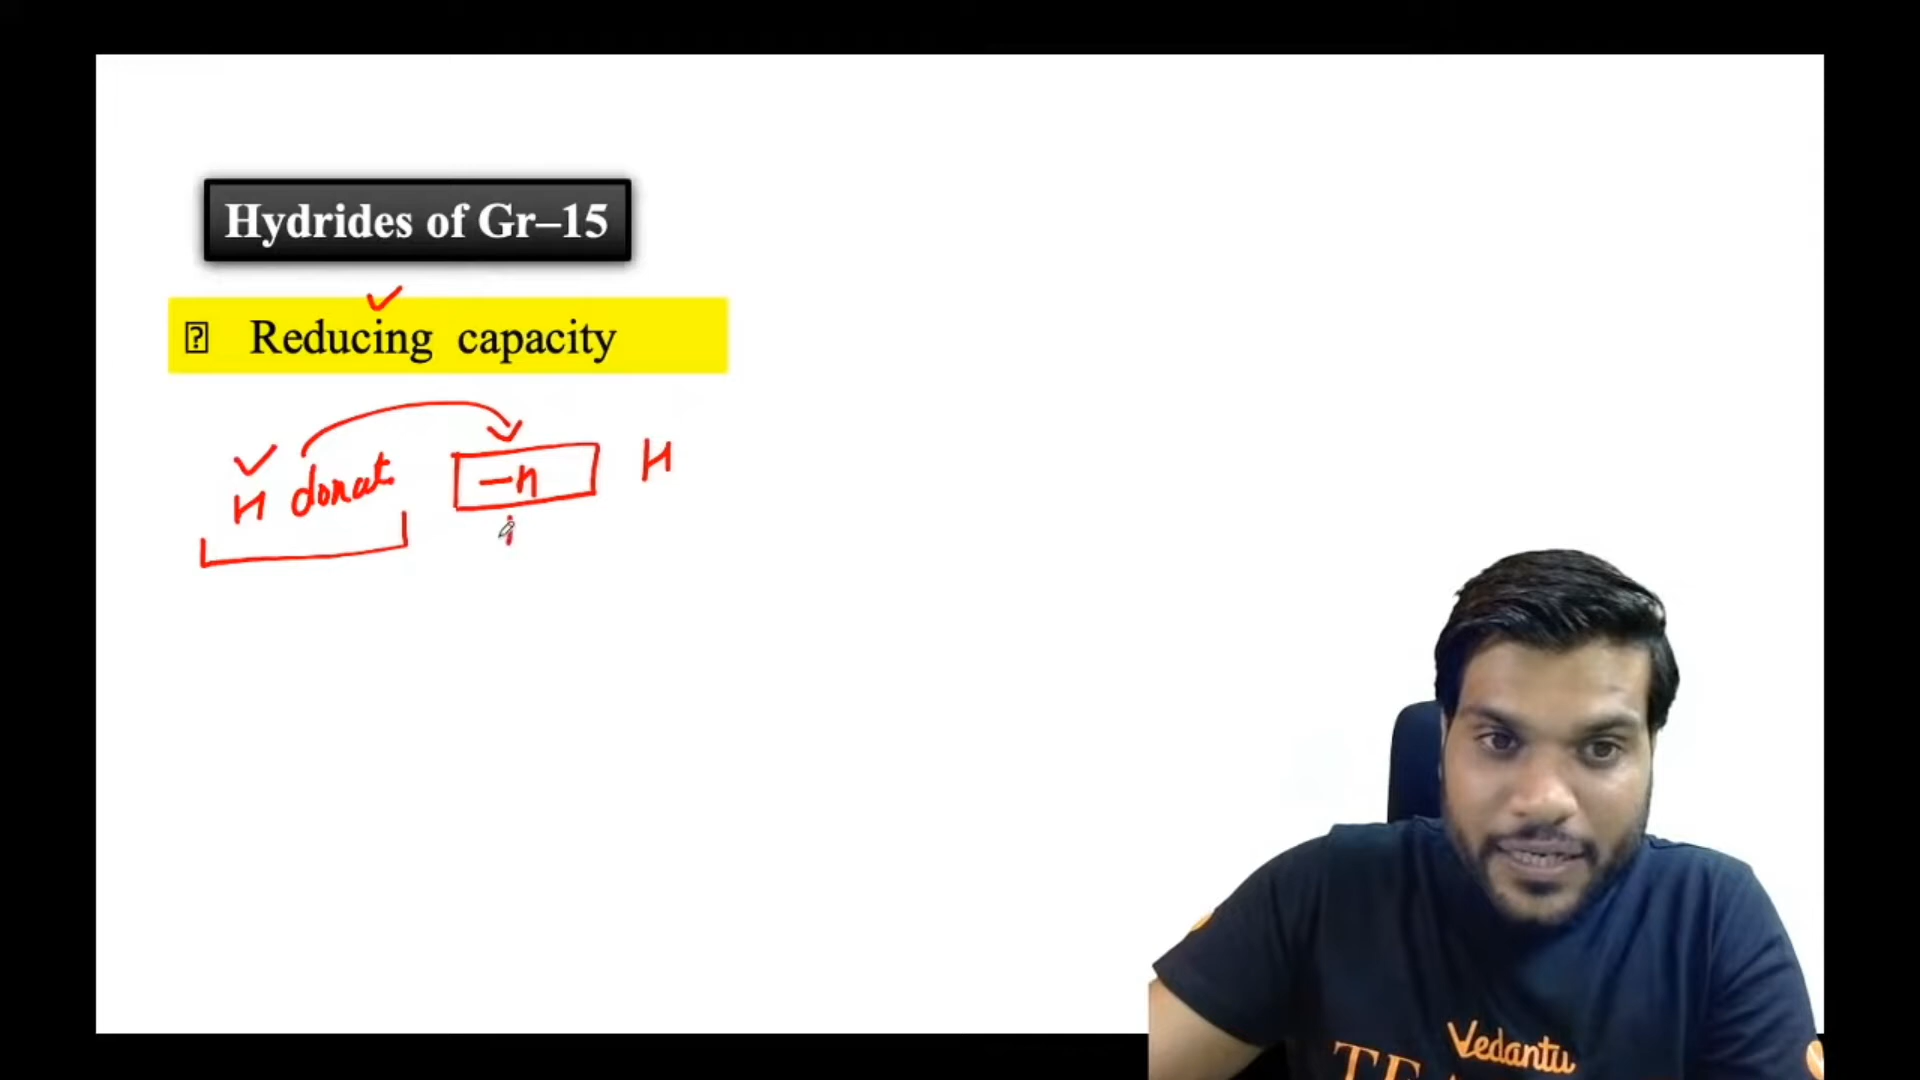 Hydrides of Gr–15
Reducing capacity
H donat. –H H
Vedantu